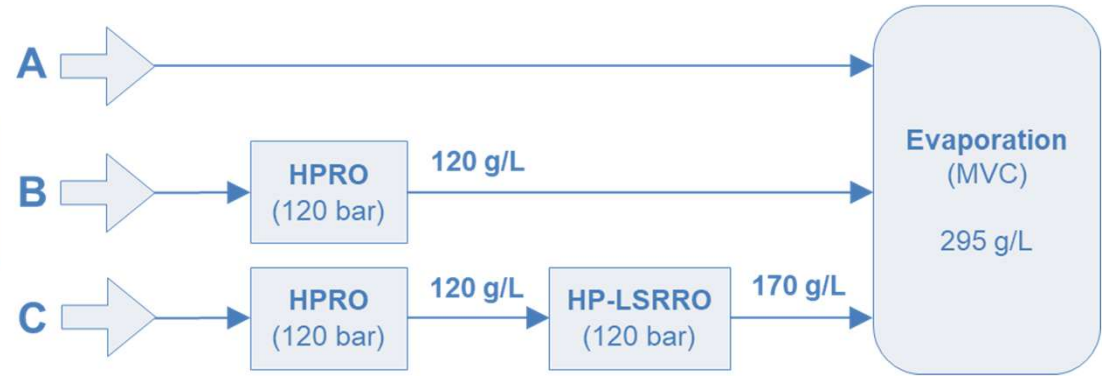 A
Evaporation
(MVC)
295 g/L
B
HPRO
(120 bar)
120 g/L
C
HPRO
(120 bar)
120 g/L
HP-LSRRO
(120 bar)
170 g/L